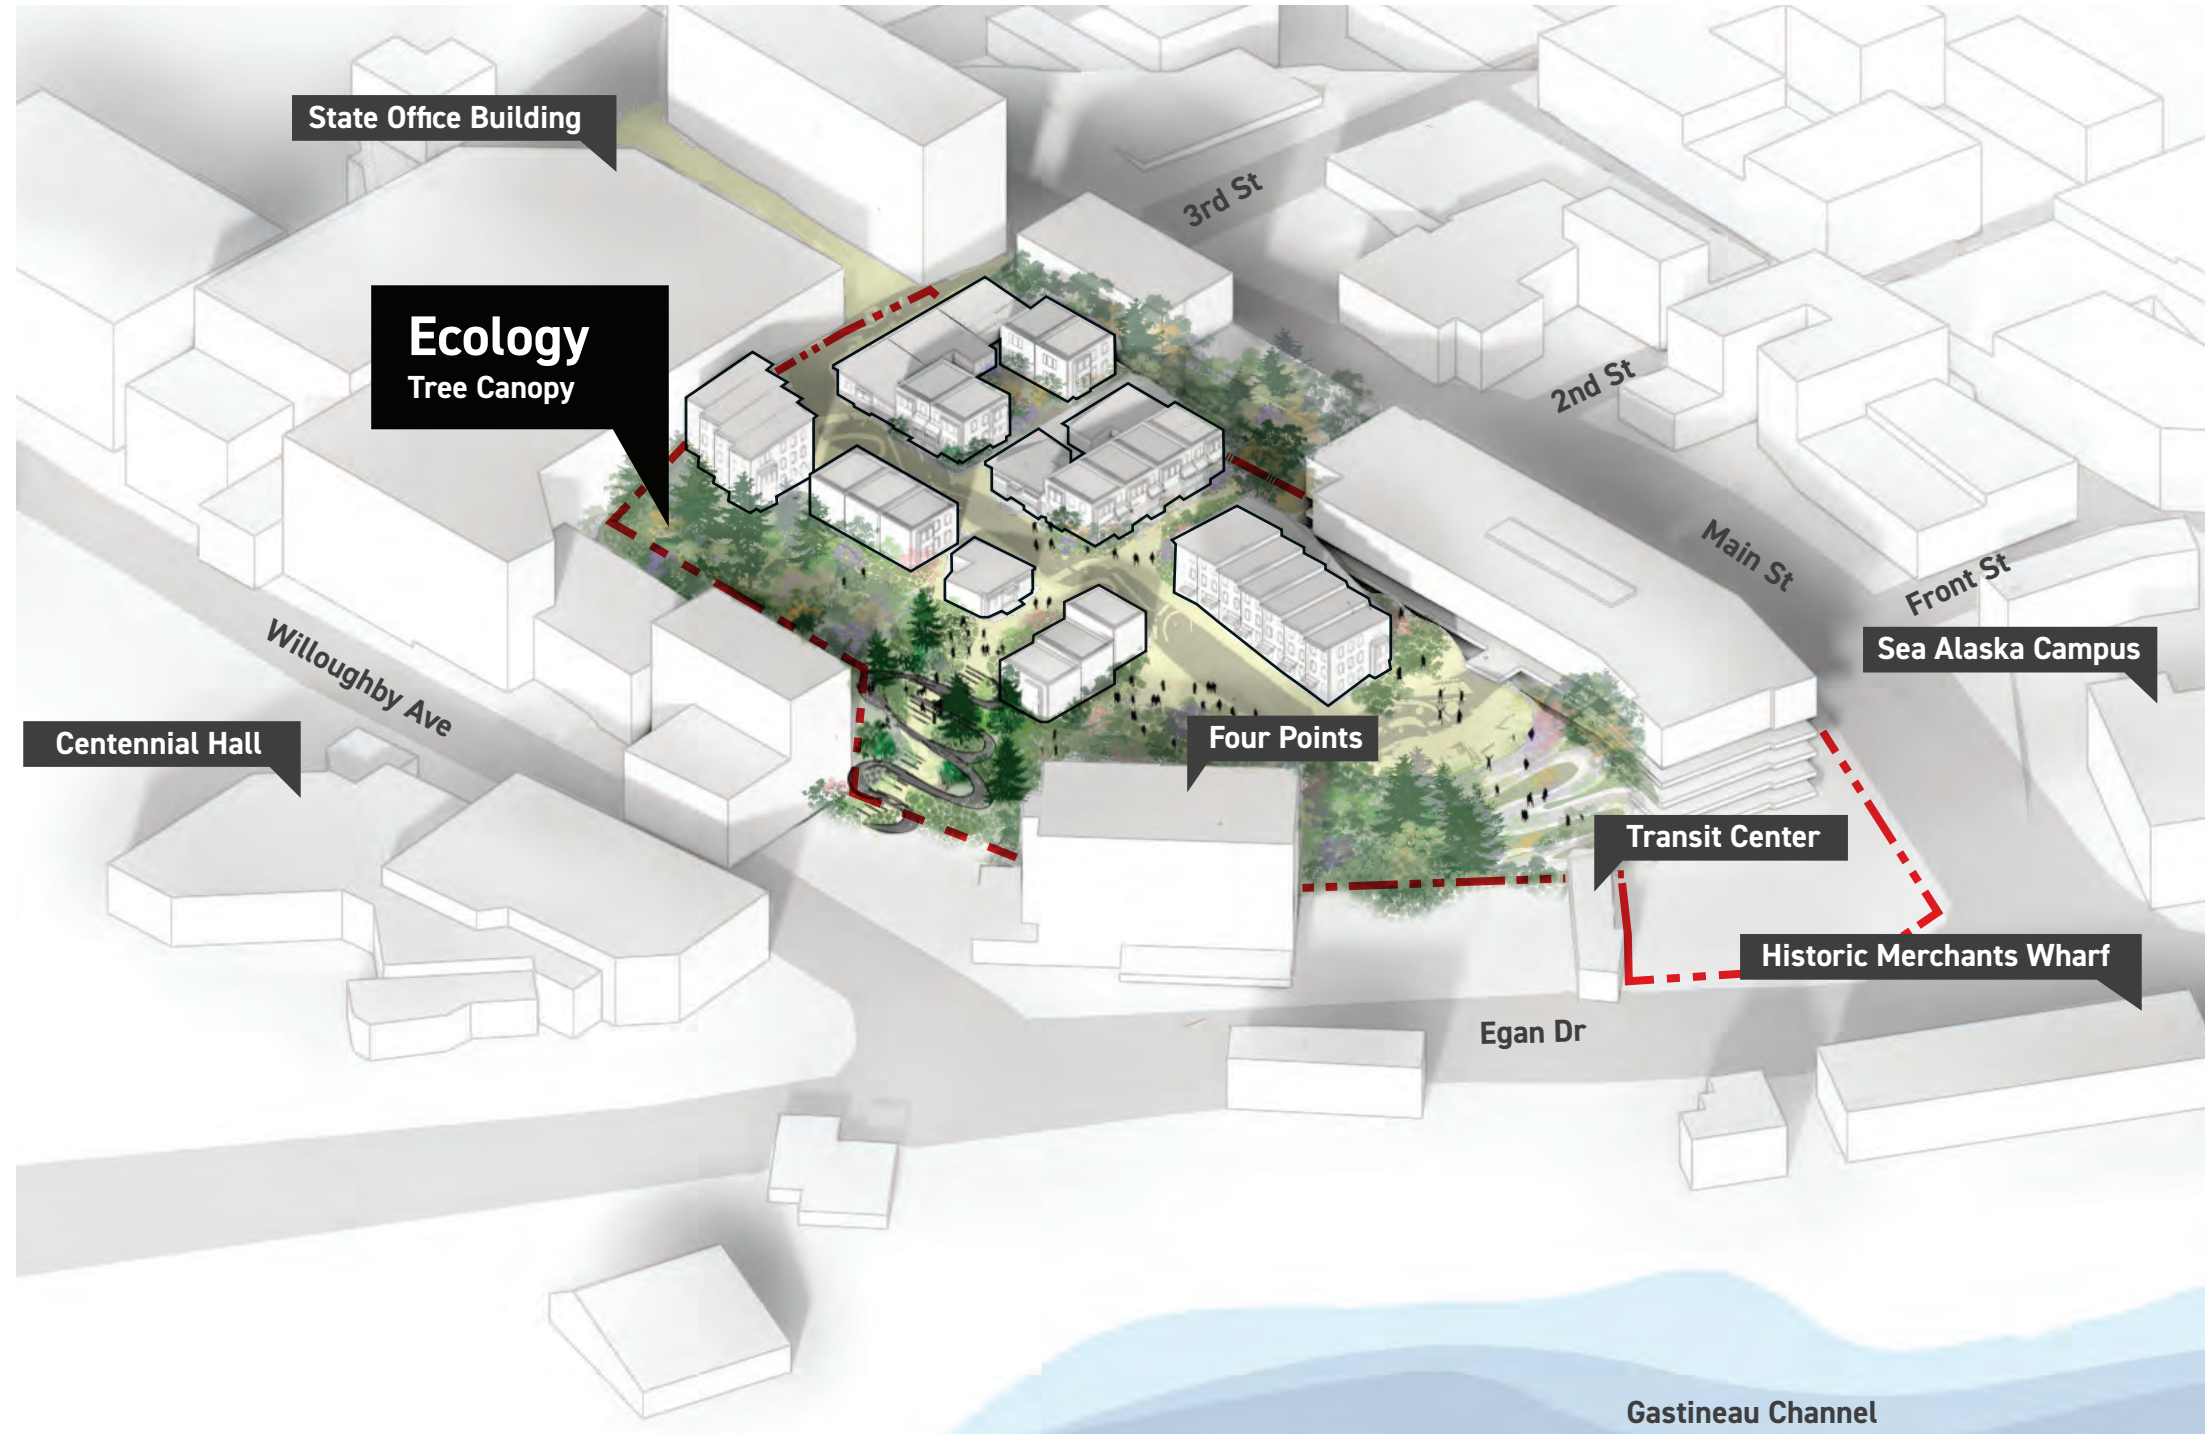 State Office Building
3rd St
Ecology
Tree Canopy
2nd St
Main St
Front St
Sea Alaska Campus
Willoughby Ave
Centennial Hall
Four Points
Transit Center
Historic Merchants Wharf
Egan Dr
Gastineau Channel